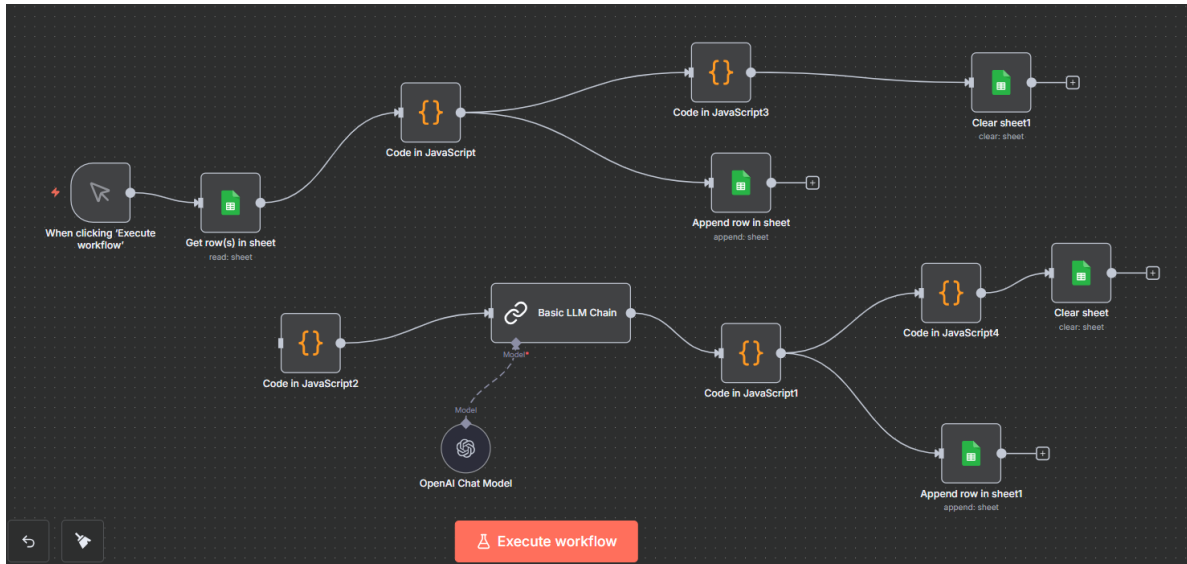 Code in JavaScript3
Clear sheet1
clear: sheet
Code in JavaScript
When clicking ‘Execute
workflow’
Get row(s) in sheet
read: sheet
Append row in sheet
append: sheet
Basic LLM Chain
Model*
Code in JavaScript2
Model
OpenAI Chat Model
Code in JavaScript1
Code in JavaScript4
Clear sheet
clear: sheet
Append row in sheet1
append: sheet
Execute workflow